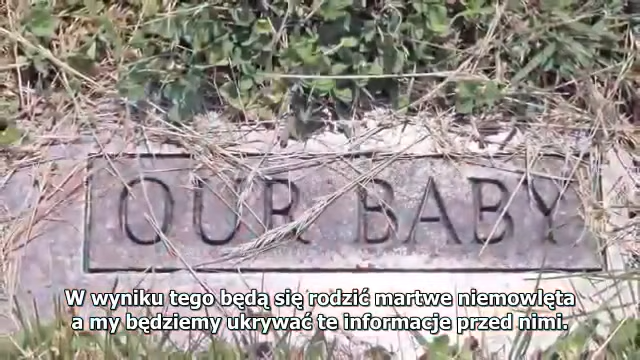 OUR BABY
W wyniku tego będą się rodzić martwe niemowlęta
a my będziemy ukrywać te informacje przed nimi.